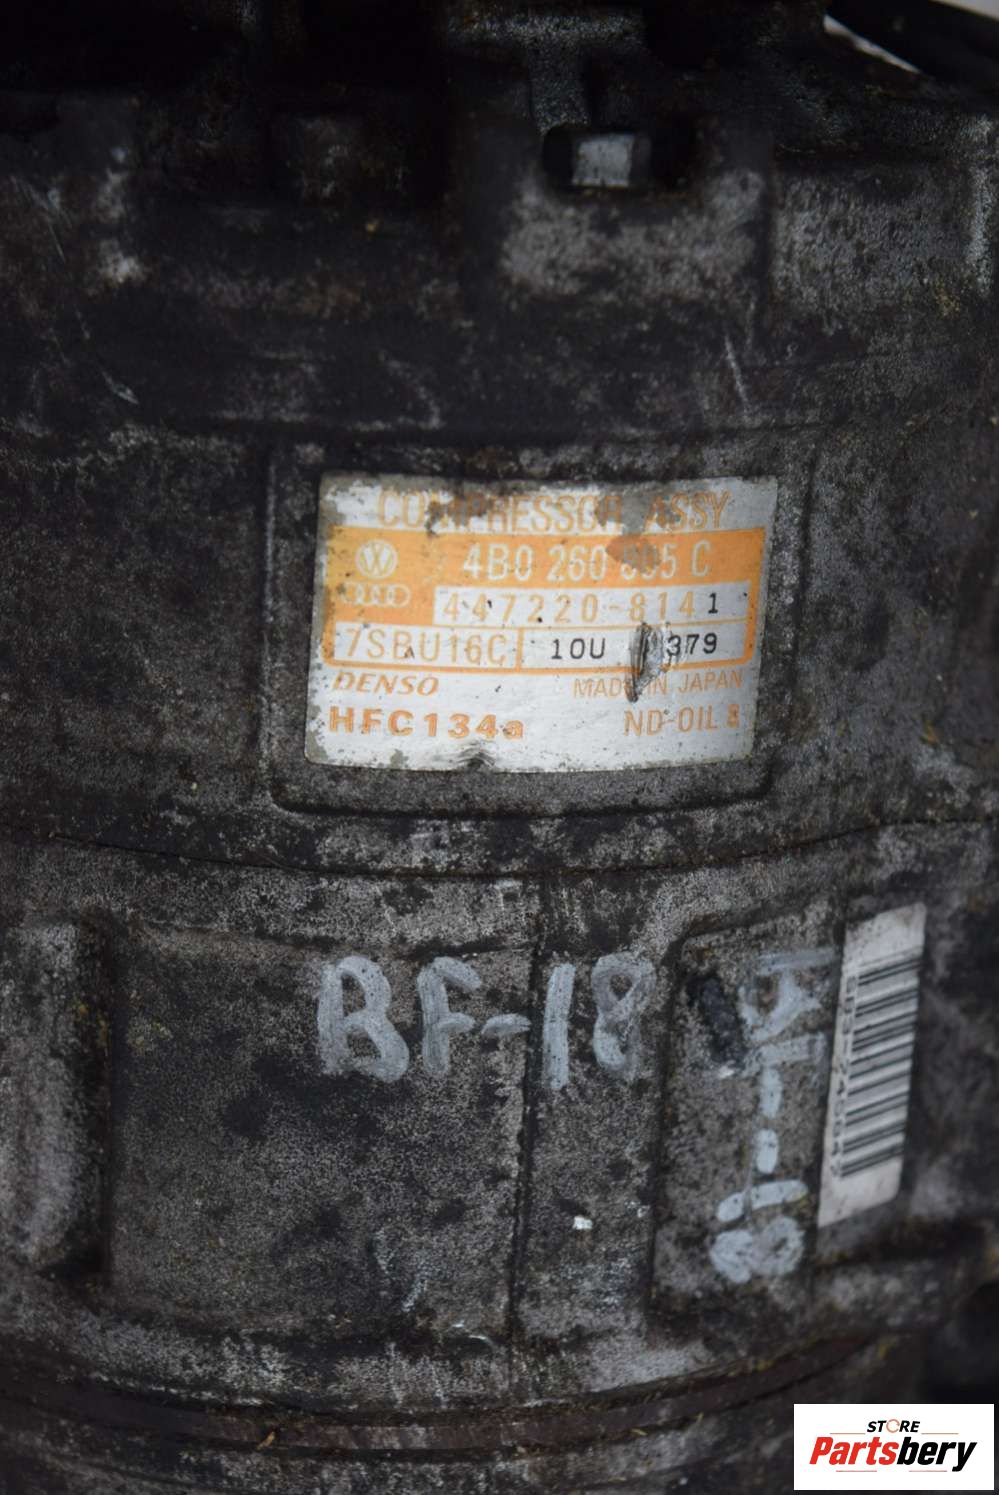 COMPRESSOR ASSY
4B0 260 805 C
447220-8141
7SBU16C 10U 379
DENSO MADE IN JAPAN
HFC134a ND-OIL 8
BF-18
STORE
Partsbery